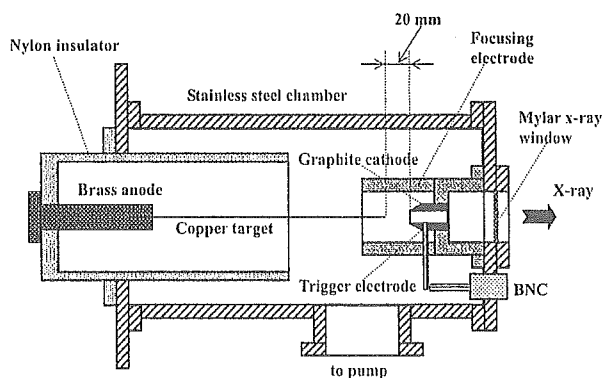 20 mm
Focusing
electrode
Nylon insulator
Stainless steel chamber
Mylar x-ray
window
Graphite cathode
Brass anode
X-ray
Copper target
Trigger electrode
BNC
to pump